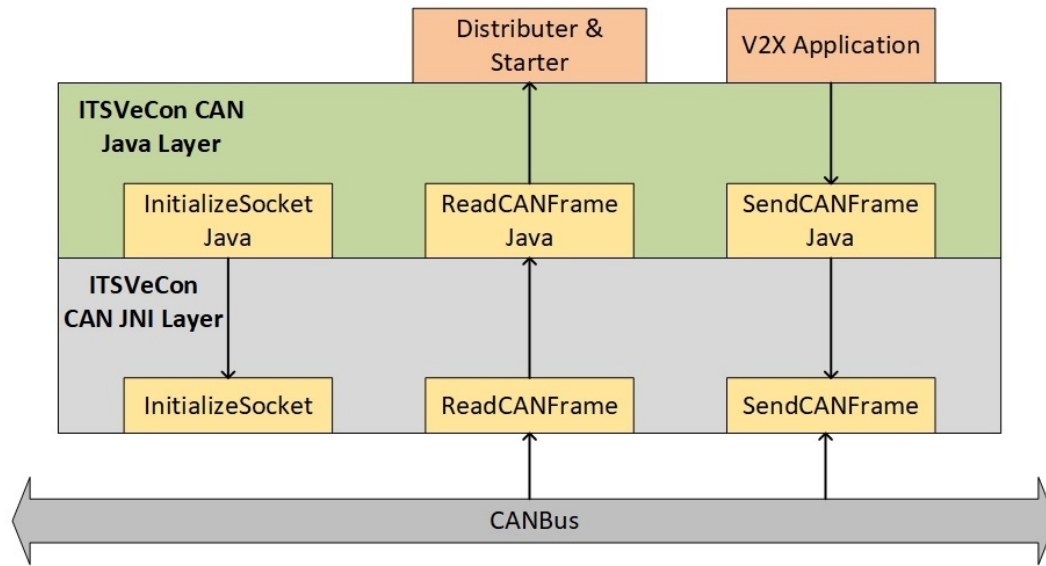 Distributer &
Starter
V2X Application
ITSVeCon CAN
Java Layer
InitializeSocket
Java
ReadCANFrame
Java
SendCANFrame
Java
ITSVeCon
CAN JNI Layer
InitializeSocket
ReadCANFrame
SendCANFrame
CANBus